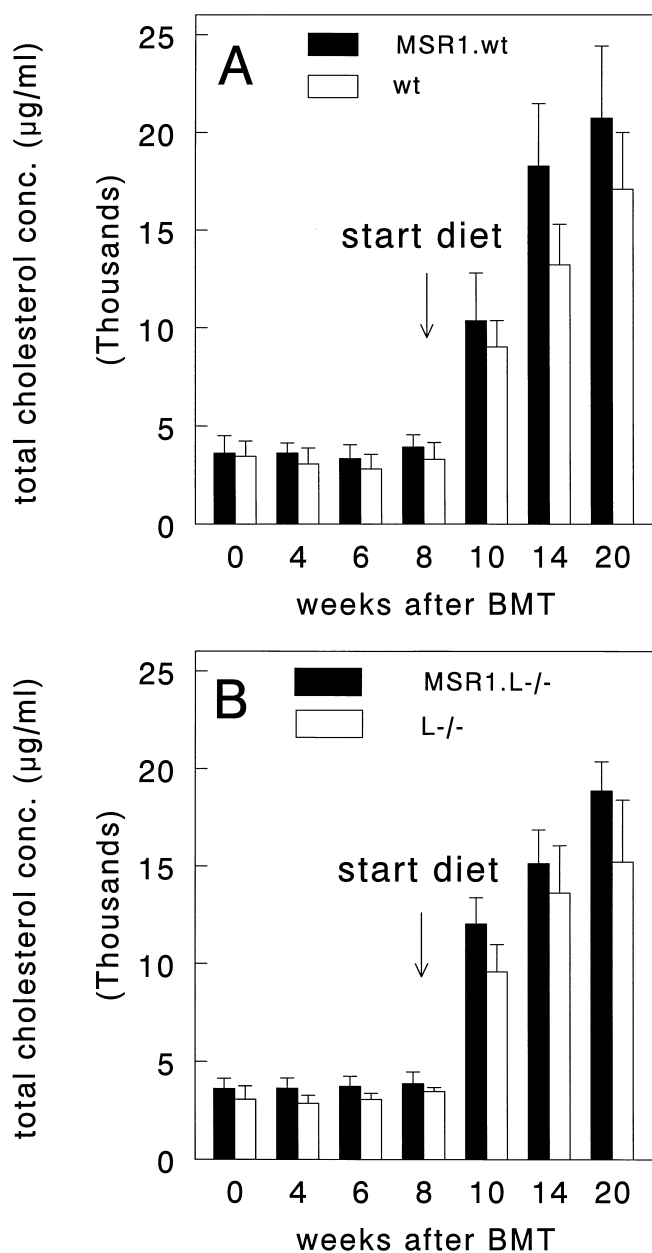 A
MSR1.wt
wt
total cholesterol conc. (µg/ml)
(Thousands)
25
20
15
10
5
0
start diet
0 4 6 8 10 14 20
weeks after BMT
B
MSR1.L-/-
L-/-
total cholesterol conc. (µg/ml)
(Thousands)
25
20
15
10
5
0
start diet
0 4 6 8 10 14 20
weeks after BMT